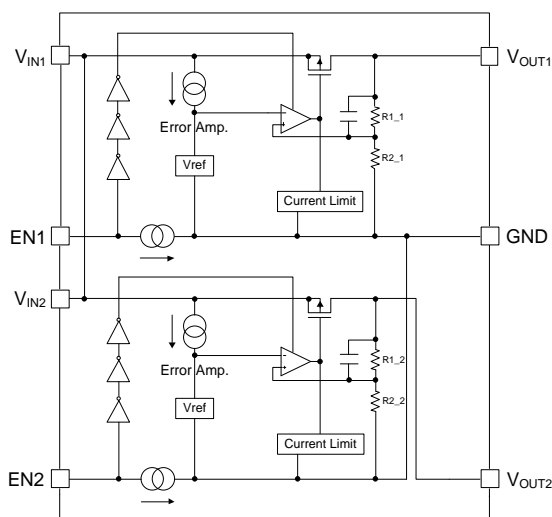 VIN1
VOUT1
Error Amp.
-
+
R1_1
Vref
R2_1
Current Limit
EN1
GND
VIN2
Error Amp.
-
+
R1_2
Vref
R2_2
Current Limit
EN2
VOUT2